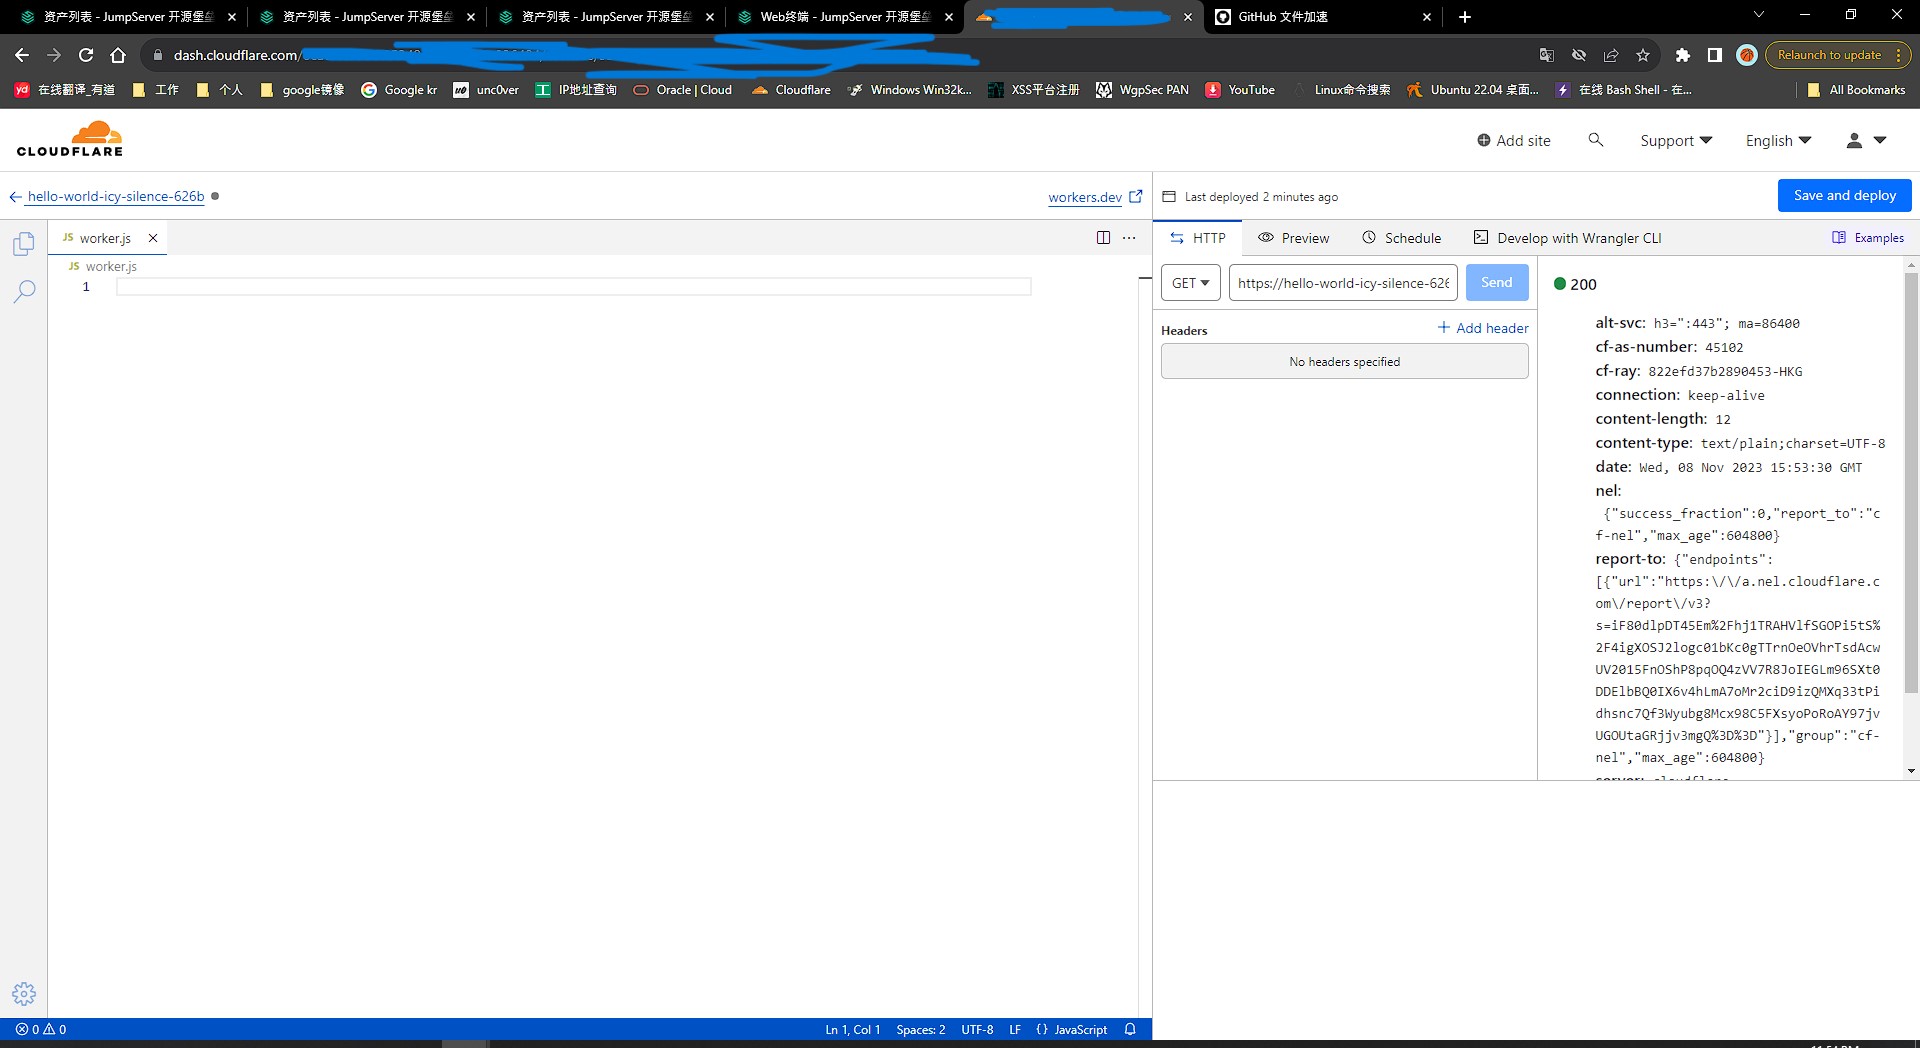 资产列表 - JumpServer 开源堡垒
资产列表 - JumpServer 开源堡垒
资产列表 - JumpServer 开源堡垒
Web终端 - JumpServer 开源堡垒
GitHub 文件加速
dash.cloudflare.com/
Relaunch to update
yd 在线翻译_有道
工作
个人
google镜像
Google kr
unc0ver
IP地址查询
Oracle | Cloud
Cloudflare
Windows Win32k...
XSS平台注册
WgpSec PAN
YouTube
Linux命令搜索
Ubuntu 22.04 桌面...
在线 Bash Shell - 在...
All Bookmarks
CLOUDFLARE
Add site
Support
English
hello-world-icy-silence-626b
workers.dev
Last deployed 2 minutes ago
Save and deploy
JS worker.js
HTTP
Preview
Schedule
Develop with Wrangler CLI
Examples
JS worker.js
1
GET
https://hello-world-icy-silence-626
Send
Headers
Add header
No headers specified
200
alt-svc: h3=":443"; ma=86400
cf-as-number: 45102
cf-ray: 822efd37b2890453-HKG
connection: keep-alive
content-length: 12
content-type: text/plain;charset=UTF-8
date: Wed, 08 Nov 2023 15:53:30 GMT
nel:
{"success_fraction":0,"report_to":"c
f-nel","max_age":604800}
report-to: {"endpoints":
[{"url":"https:\/\/a.nel.cloudflare.c
om\/report\/v3?
s=iF80dlpDT45Em%2Fhj1TRAHVlfSGOPi5tS%
2F4igXOSJ2logc01bKc0gTTrnOeOVhrTsdAcw
UV2015FnOShP8pqOQ4zVV7R8JoIEGLm96SXt0
DDElbBQ0IX6v4hLmA7oMr2ciD9izQMXq33tPi
dhsnc7Qf3Wyubg8Mcx98C5FXsyoPoRoAY97jv
UGOUtaGRjjv3mgQ%3D%3D"}],"group":"cf-
nel","max_age":604800}
0
0
Ln 1, Col 1
Spaces: 2
UTF-8
LF
{} JavaScript